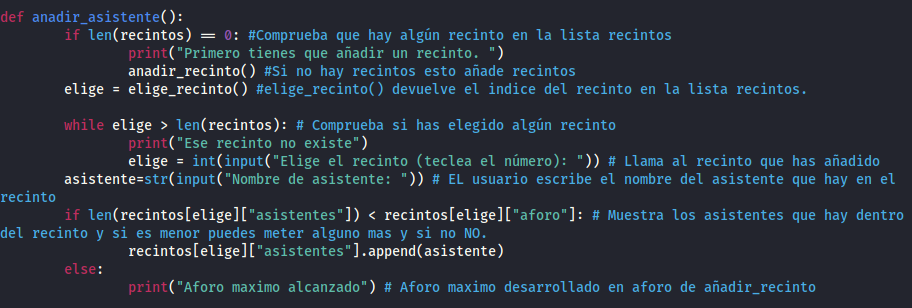 def anadir_asistente():
        if len(recintos) == 0: #Comprueba que hay algún recinto en la lista recintos
                print("Primero tienes que añadir un recinto. ")
                anadir_recinto() #Si no hay recintos esto añade recintos
        elige = elige_recinto() #elige_recinto() devuelve el indice del recinto en la lista recintos.

        while elige > len(recintos): # Comprueba si has elegido algún recinto
                print("Ese recinto no existe")
                elige = int(input("Elige el recinto (teclea el número): ")) # Llama al recinto que has añadido
        asistente=str(input("Nombre de asistente: ")) # EL usuario escribe el nombre del asistente que hay en el
recinto
        if len(recintos[elige]["asistentes"]) < recintos[elige]["aforo"]: # Muestra los asistentes que hay dentro
del recinto y si es menor puedes meter alguno mas y si no NO.
                recintos[elige]["asistentes"].append(asistente)
        else:
                print("Aforo maximo alcanzado") # Aforo maximo desarrollado en aforo de añadir_recinto